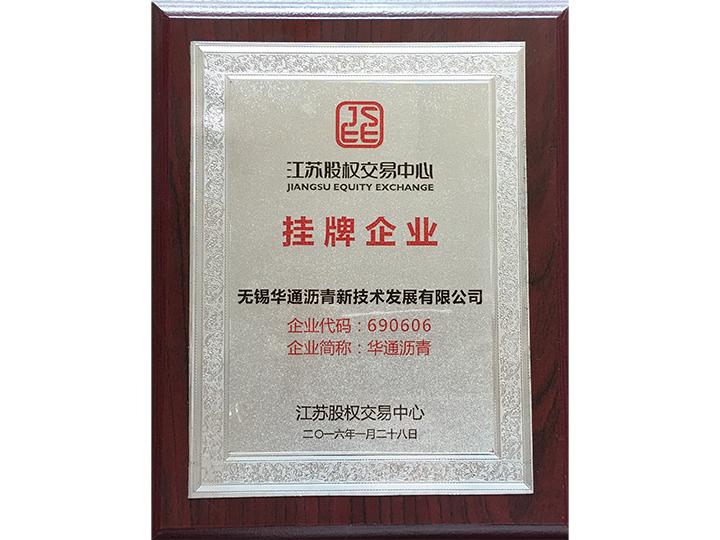 JS
EE
江苏股权交易中心
JIANGSU EQUITY EXCHANGE
挂牌企业
无锡华通沥青新技术发展有限公司
企业代码：690606
企业简称：华通沥青
江苏股权交易中心
二〇一六年一月二十八日